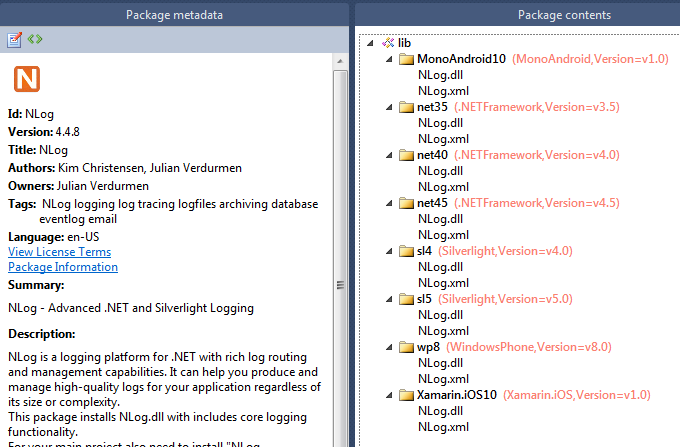 Package metadata
N
Id: NLog
Version: 4.4.8
Title: NLog
Authors: Kim Christensen, Julian Verdurmen
Owners: Julian Verdurmen
Tags: NLog logging log tracing logfiles archiving database
eventlog email
Language: en-US
View License Terms
Package Information
Summary:
NLog - Advanced .NET and Silverlight Logging
Description:
NLog is a logging platform for .NET with rich log routing
and management capabilities. It can help you produce and
manage high-quality logs for your application regardless of
its size or complexity.
This package installs NLog.dll with includes core logging
functionality.
For your main project also need to install "NLog
Package contents
lib
MonoAndroid10 (MonoAndroid,Version=v1.0)
NLog.dll
NLog.xml
net35 (.NETFramework,Version=v3.5)
NLog.dll
NLog.xml
net40 (.NETFramework,Version=v4.0)
NLog.dll
NLog.xml
net45 (.NETFramework,Version=v4.5)
NLog.dll
NLog.xml
sl4 (Silverlight,Version=v4.0)
NLog.dll
NLog.xml
sl5 (Silverlight,Version=v5.0)
NLog.dll
NLog.xml
wp8 (WindowsPhone,Version=v8.0)
NLog.dll
NLog.xml
Xamarin.iOS10 (Xamarin.iOS,Version=v1.0)
NLog.dll
NLog.xml